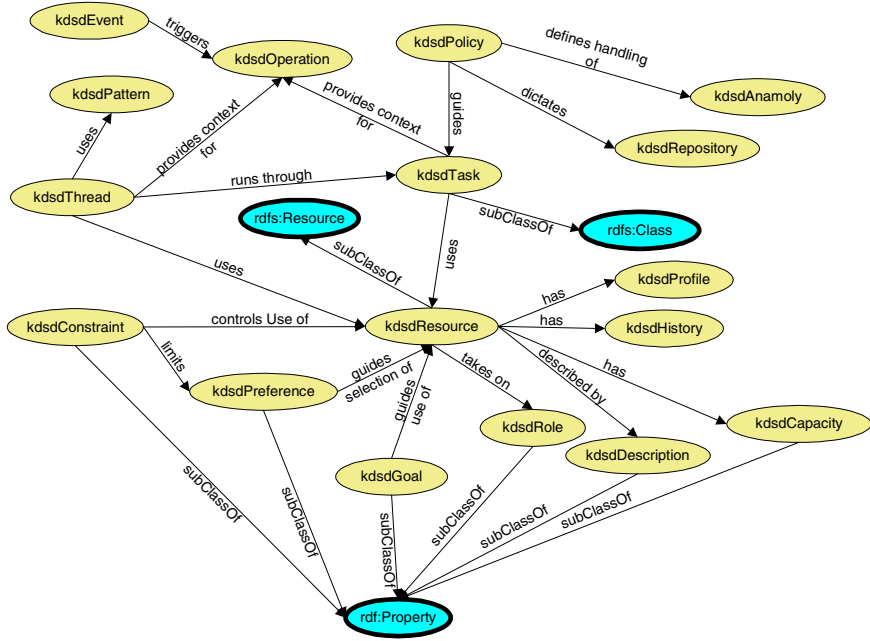 kdsdEvent
triggers
kdsdOperation
kdsdPolicy
defines handling
of
kdsdPattern
provides context
for
guides
dictates
kdsdAnamoly
kdsdRepository
uses
provides context
for
runs through
kdsdTask
kdsdThread
rdfs:Resource
subClassOf
rdfs:Class
uses
subClassOf
uses
has
kdsdProfile
kdsdConstraint
controls Use of
kdsdResource
has
kdsdHistory
limits
guides
selection of
takes on
described by
has
kdsdPreference
guides
use of
kdsdRole
kdsdCapacity
kdsdDescription
kdsdGoal
subClassOf
subClassOf
subClassOf
subClassOf
subClassOf
subClassOf
rdf:Property